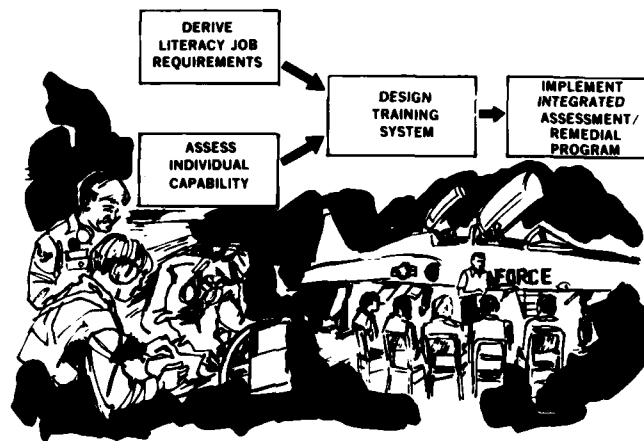 DERIVE
LITERACY JOB
REQUIREMENTS
ASSESS
INDIVIDUAL
CAPABILITY
DESIGN
TRAINING
SYSTEM
IMPLEMENT
INTEGRATED
ASSESSMENT/
REMEDIAL
PROGRAM
FORCE